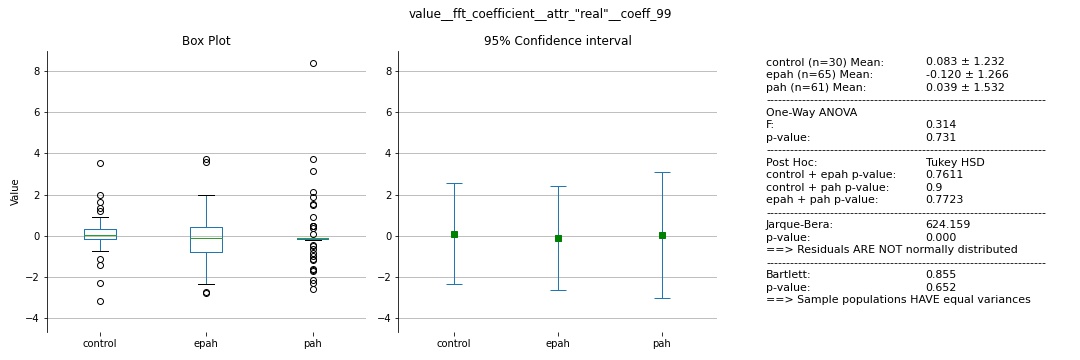 value__fft_coefficient__attr_"real"__coeff_99
Box Plot
95% Confidence interval
Value
8
6
4
2
0
−2
−4
control
epah
pah
8
6
4
2
0
−2
−4
control
epah
pah
control (n=30) Mean: 0.083 ± 1.232
epah (n=65) Mean: -0.120 ± 1.266
pah (n=61) Mean: 0.039 ± 1.532
One-Way ANOVA
F: 0.314
p-value: 0.731
Post Hoc: Tukey HSD
control + epah p-value: 0.7611
control + pah p-value: 0.9
epah + pah p-value: 0.7723
Jarque-Bera: 624.159
p-value: 0.000
==> Residuals ARE NOT normally distributed
Bartlett: 0.855
p-value: 0.652
==> Sample populations HAVE equal variances